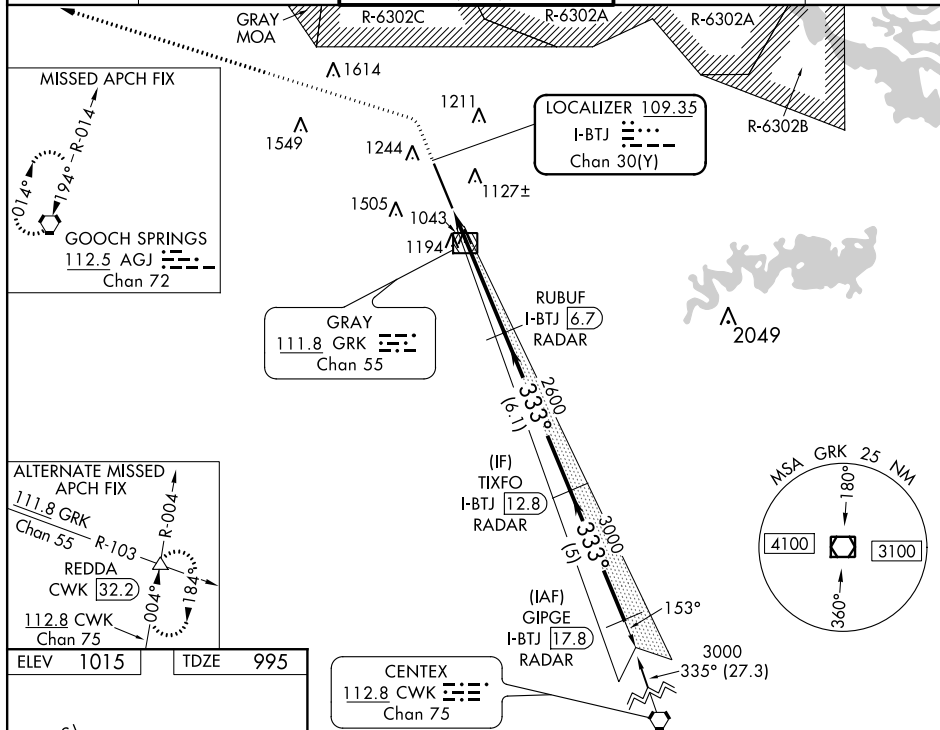 GRAY
MOA
R-6302C
R-6302A
R-6302A
R-6302B
MISSED APCH FIX
R-014
014°
194°
GOOCH SPRINGS
112.5 AGJ
Chan 72
1614
1549
1211
1244
1127±
1505
1043
1194
LOCALIZER 109.35
I-BTJ
Chan 30(Y)
GRAY
111.8 GRK
Chan 55
RUBUF
I-BTJ 6.7
RADAR
2049
2600
333°
(6.1)
(IF)
TIXFO
I-BTJ 12.8
RADAR
3000
333°
(5)
(IAF)
GIPGE
I-BTJ 17.8
RADAR
153°
3000
335° (27.3)
CENTEX
112.8 CWK
Chan 75
MSA GRK 25 NM
180°
4100
3100
360°
ALTERNATE MISSED
APCH FIX
111.8 GRK
Chan 55
R-103
R-004
REDDA
CWK 32.2
004°
184°
112.8 CWK
Chan 75
ELEV 1015
TDZE 995